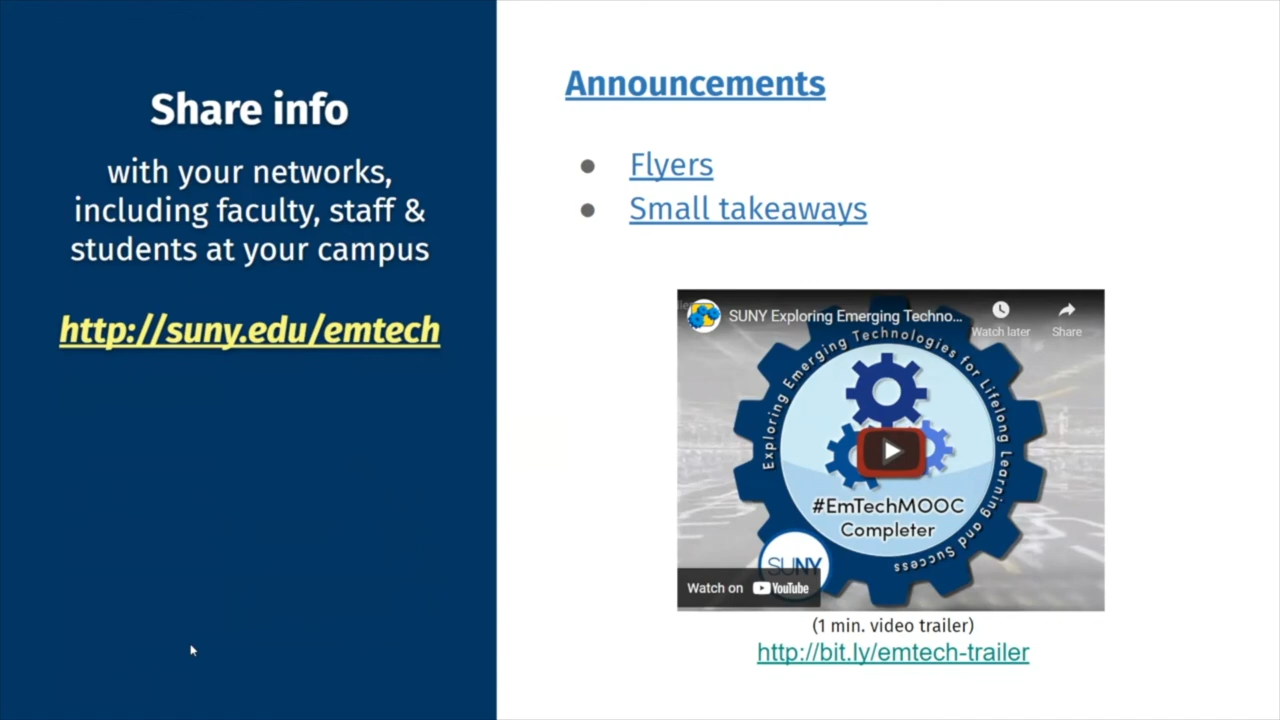 Share info
with your networks,
including faculty, staff &
students at your campus
http://suny.edu/emtech
Announcements
● Flyers
● Small takeaways
SUNY Exploring Emerging Techno...
Watch later
Share
Exploring Emerging Technologies for Lifelong Learning and Success
#EmTechMOOC
Completer
SUNY
Watch on YouTube
(1 min. video trailer)
http://bit.ly/emtech-trailer